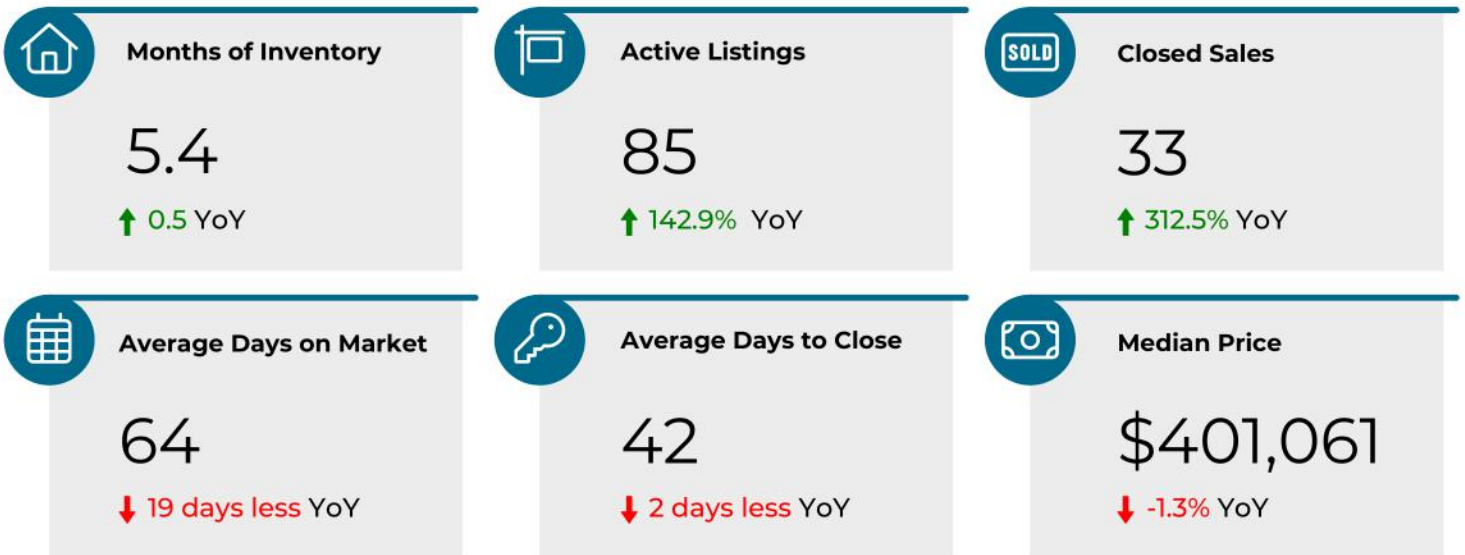 Months of Inventory
5.4
↑ 0.5 YoY
Active Listings
85
↑ 142.9% YoY
SOLD
Closed Sales
33
↑ 312.5% YoY
Average Days on Market
64
↓ 19 days less YoY
Average Days to Close
42
↓ 2 days less YoY
Median Price
$401,061
↓ -1.3% YoY